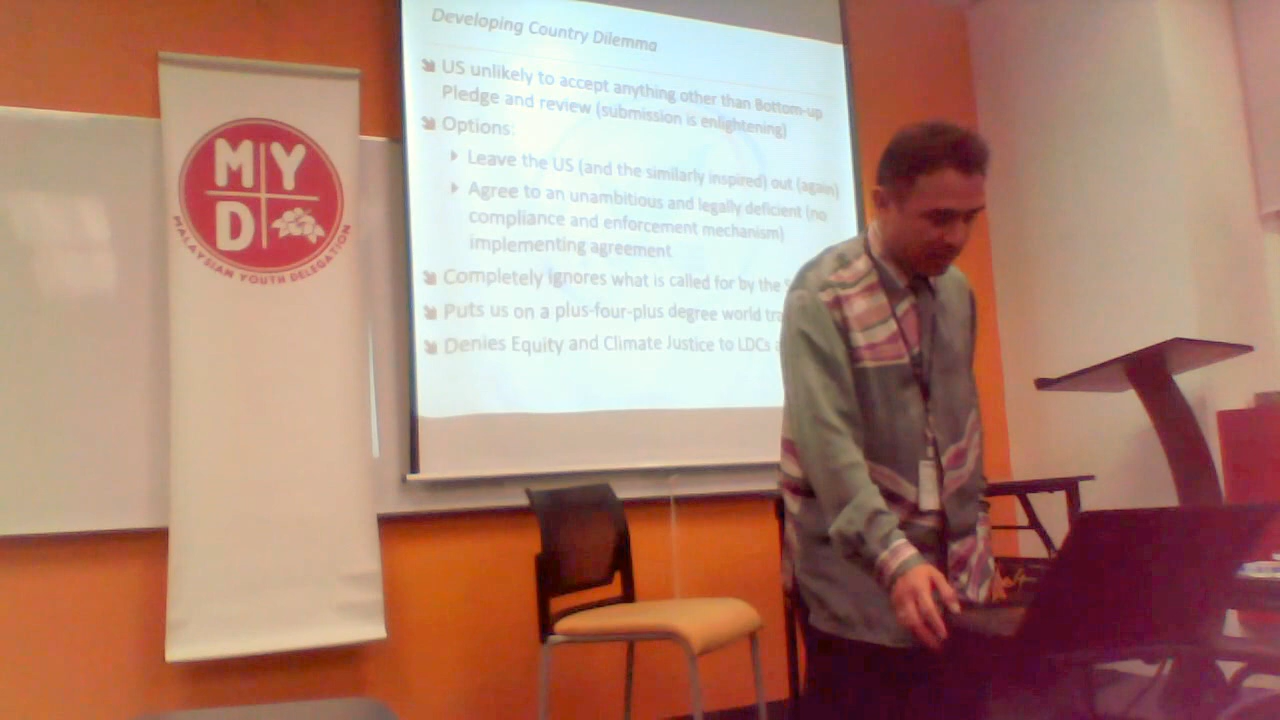 MY
D
MALAYSIAN YOUTH DELEGATION
Developing Country Dilemma
US unlikely to accept anything other than Bottom-up
Pledge and review (submission is enlightening)
Options:
Leave the US (and the similarly inspired) out (again)
Agree to an unambitious and legally deficient (no
compliance and enforcement mechanism)
implementing agreement
Completely ignores what is called for by the
Puts us on a plus-four-plus degree world
Denies Equity and Climate Justice to LDCs